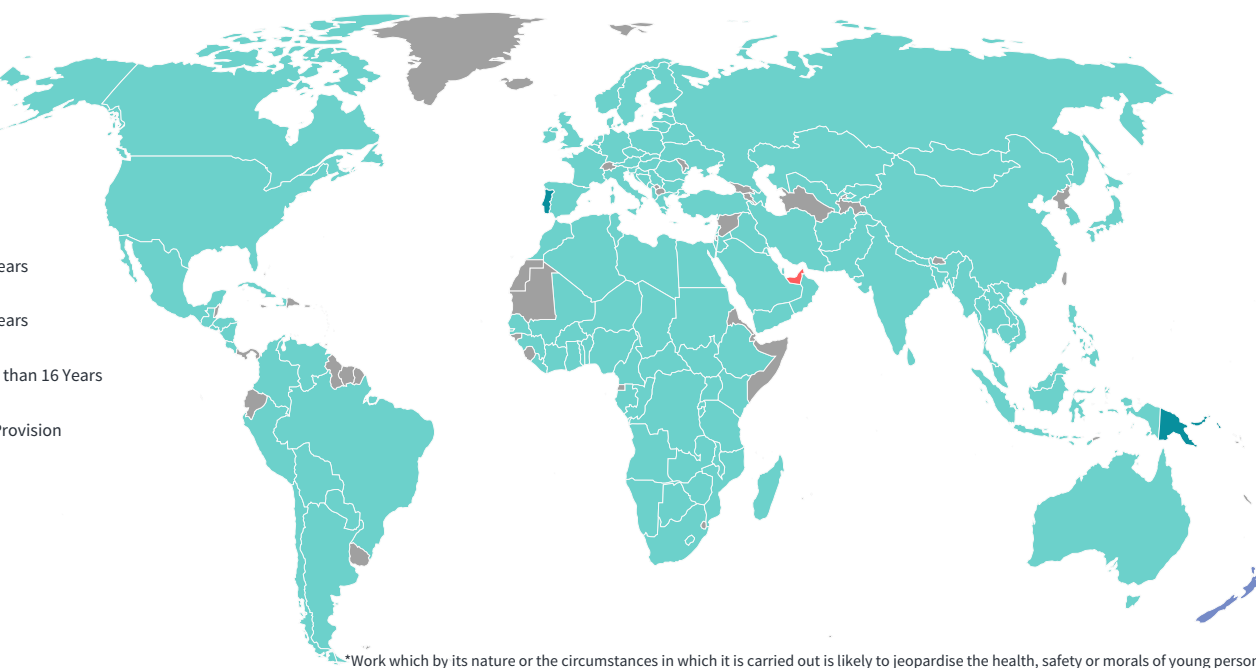 ears
ears
than 16 Years
Provision
*Work which by its nature or the circumstances in which it is carried out is likely to jeopardise the health, safety or morals of young perso